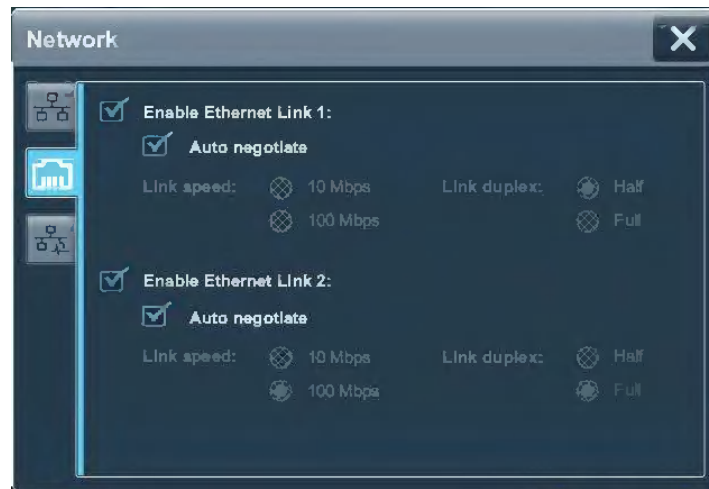 Network
Enable Ethernet Link 1:
Auto negotiate
Link speed: 10 Mbps Link duplex: Half
100 Mbps Full
Enable Ethernet Link 2:
Auto negotiate
Link speed: 10 Mbps Link duplex: Half
100 Mbps Full